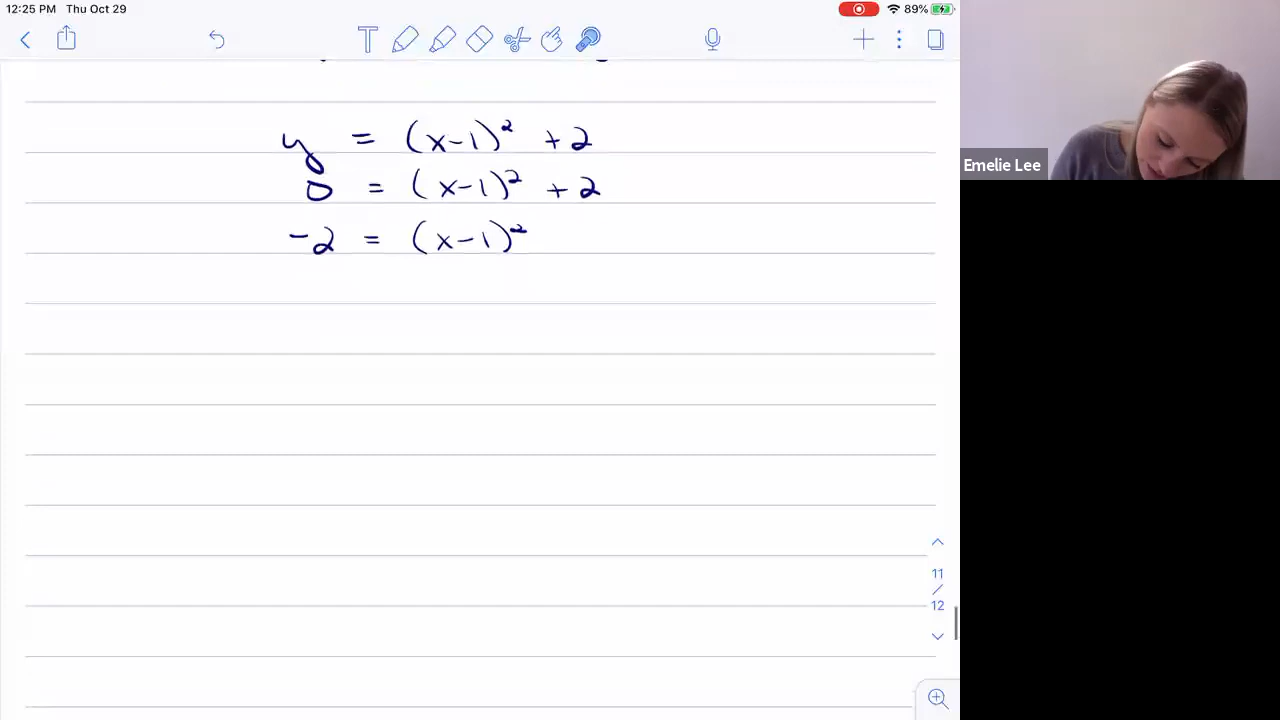 12:25 PM Thu Oct 29
89%
T
y = (x-1)² + 2
0 = (x-1)² + 2
-2 = (x-1)²
Emelie Lee
11
/
12